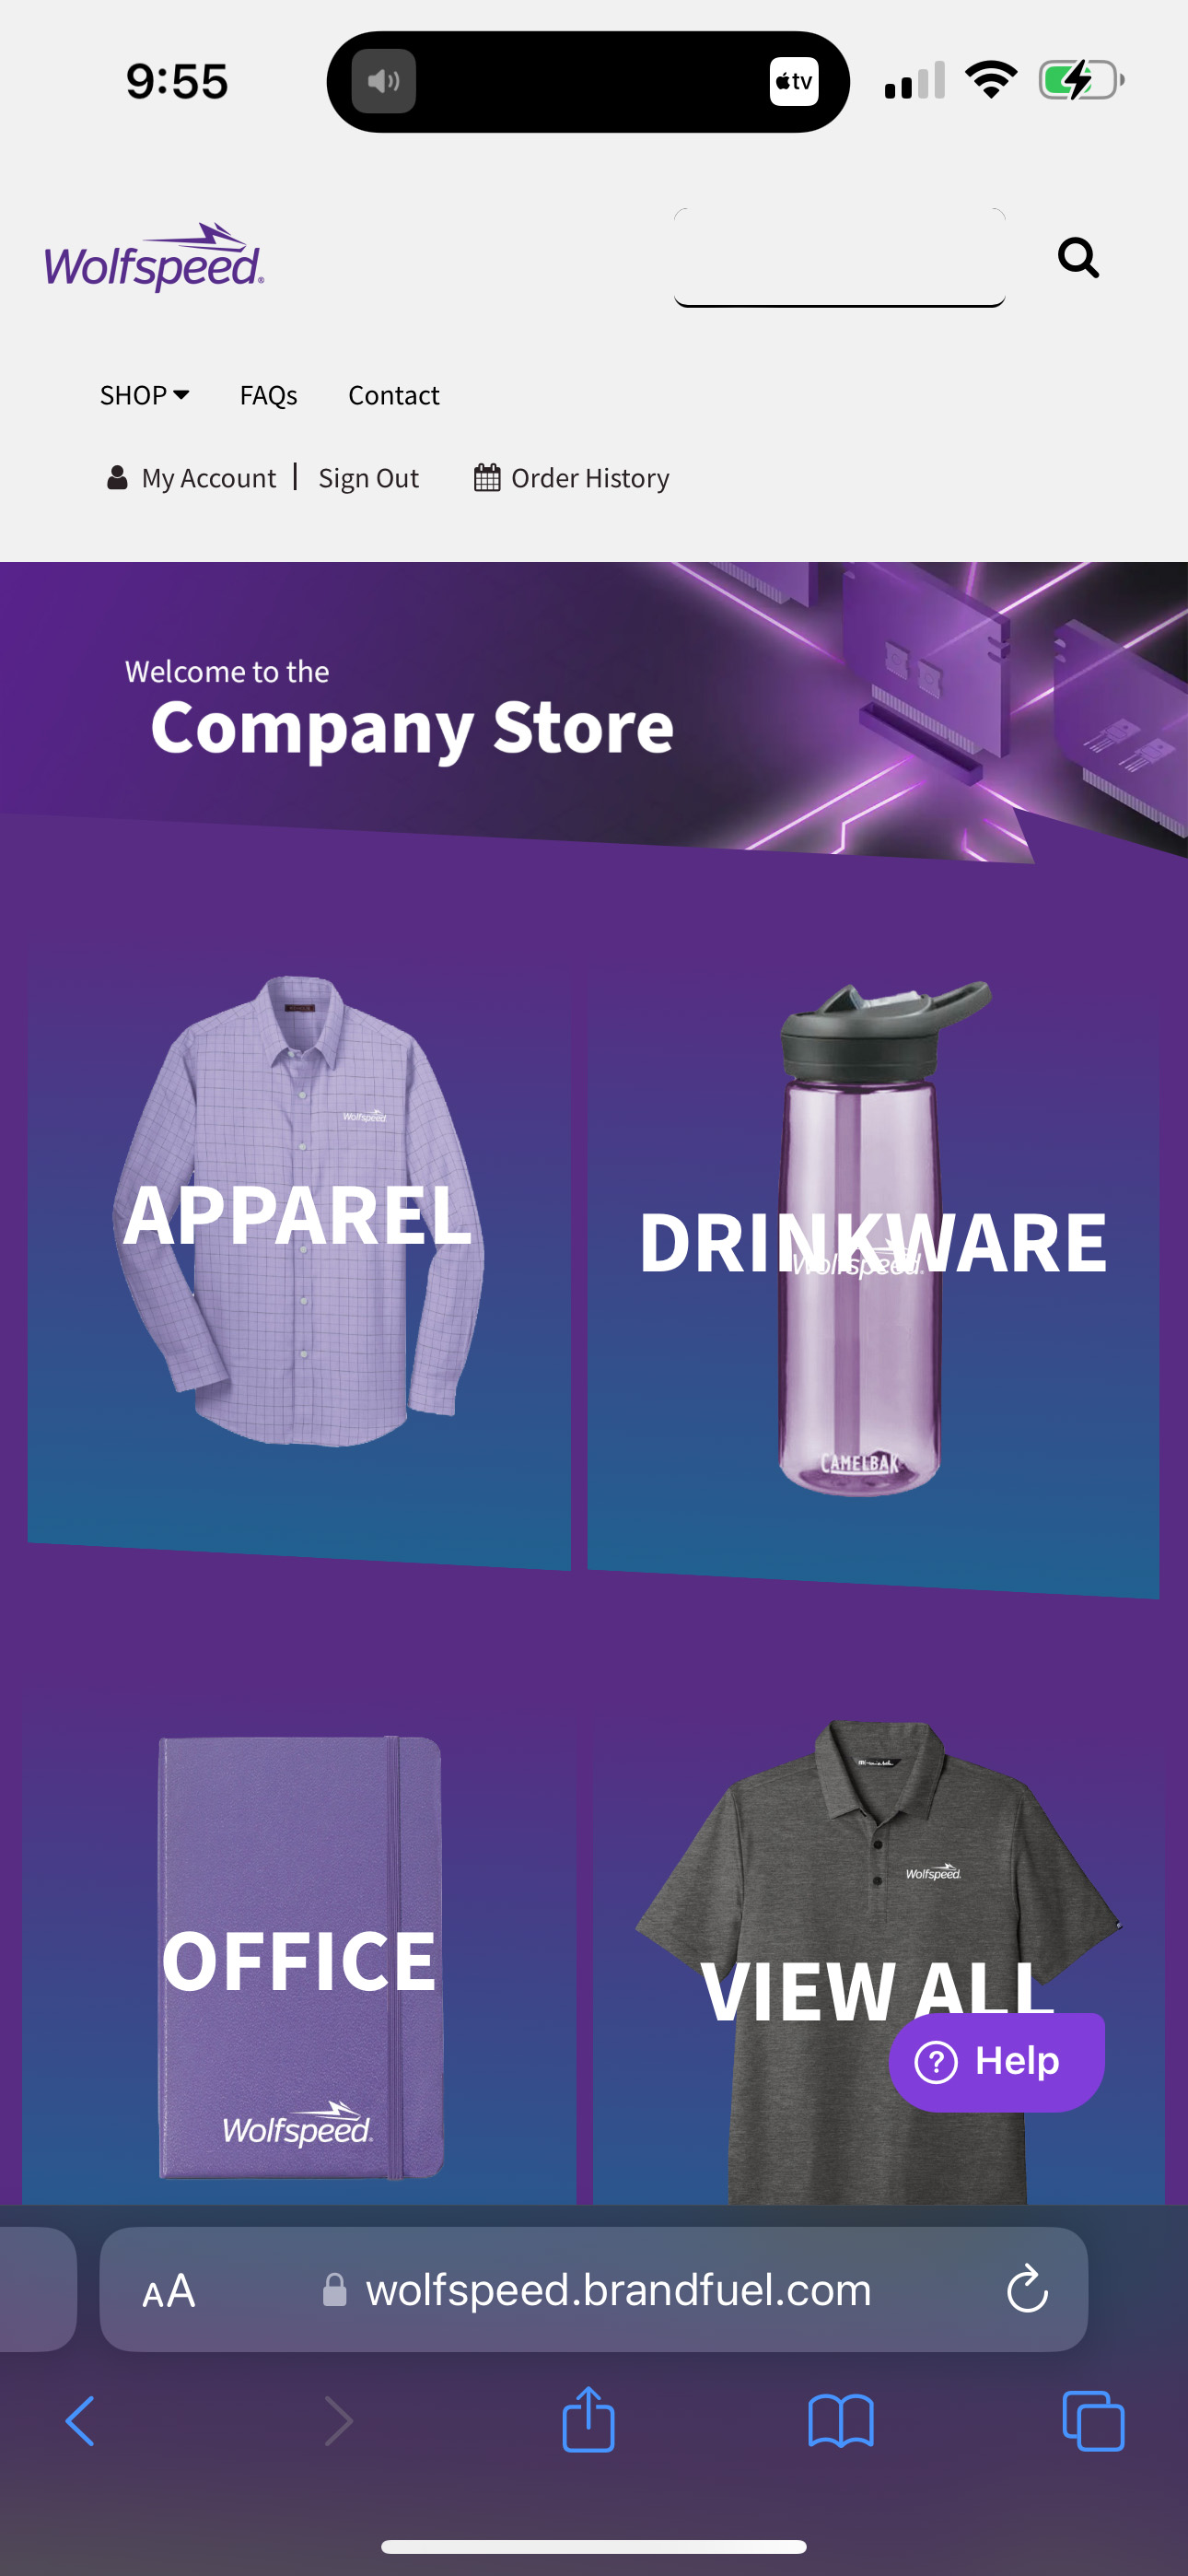 9:55
tv
Wolfspeed®
SHOP FAQs Contact
My Account | Sign Out Order History
Welcome to the
Company Store
Wolfspeed
APPAREL
Wolfspeed.
DRINKWARE
CAMELBAK
OFFICE
Wolfspeed.
Wolfspeed.
VIEW ALL
? Help
AA wolfspeed.brandfuel.com